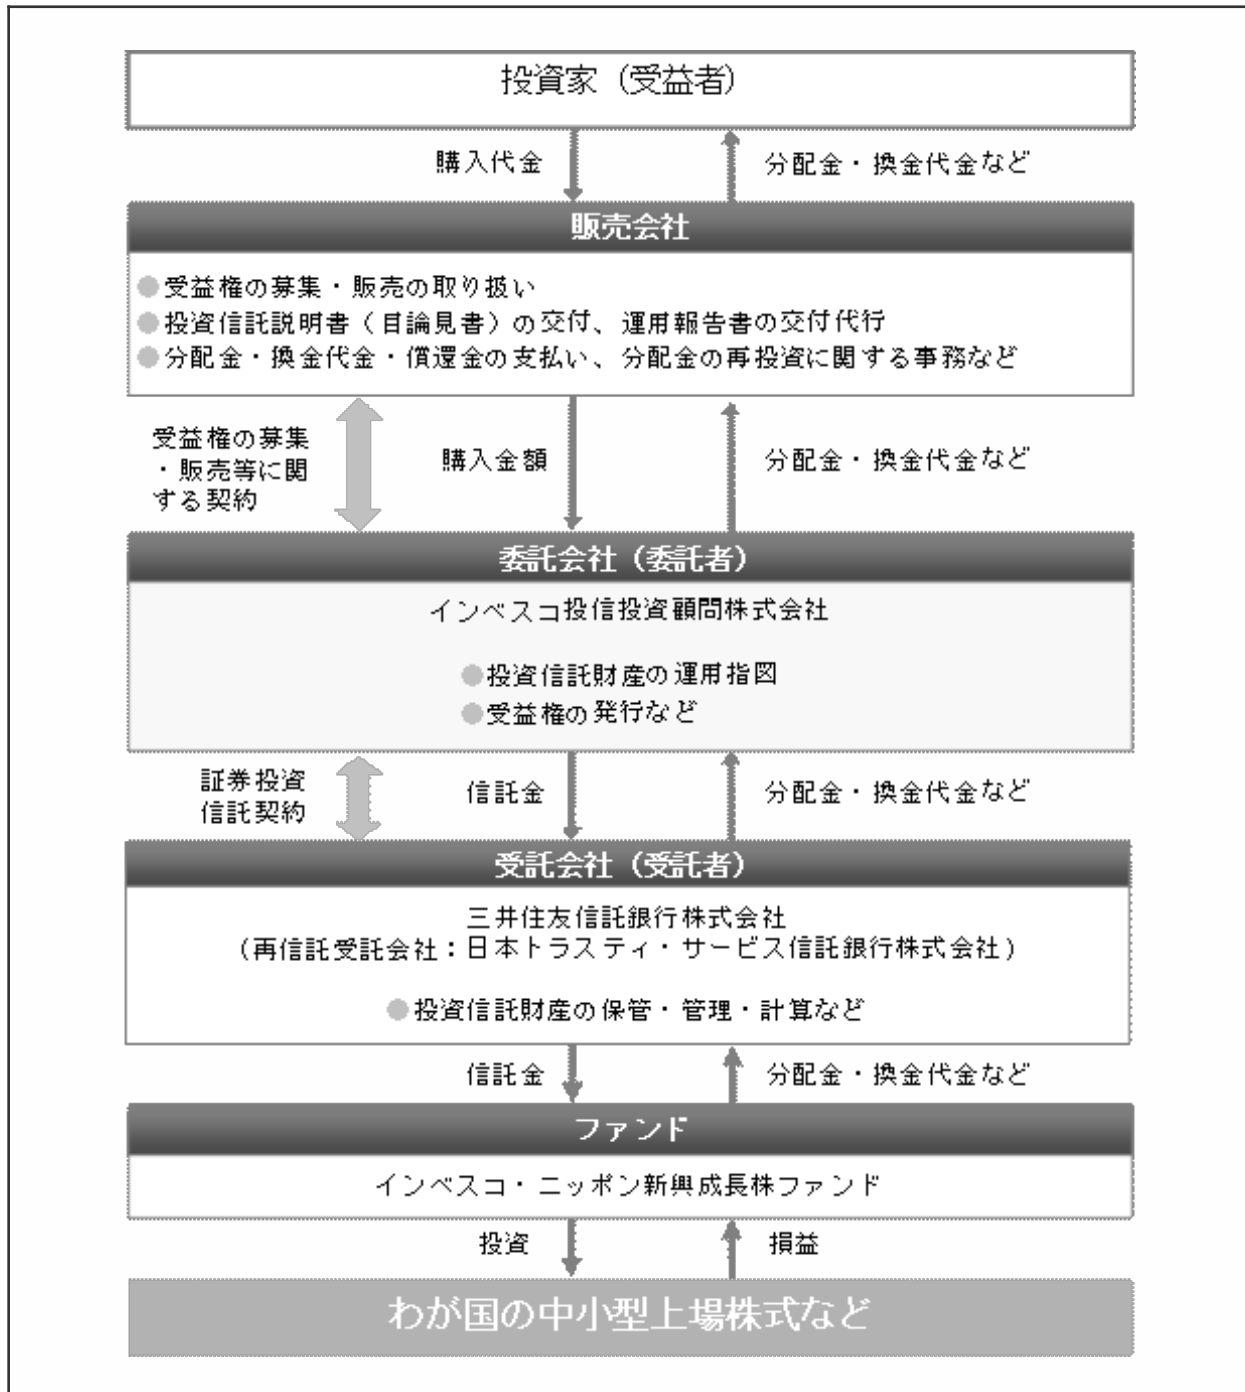 投資家（受益者）
購入代金
分配金・換金代金など
販売会社
●受益権の募集・販売の取り扱い
●投資信託説明書（目論見書）の交付、運用報告書の交付代行
●分配金・換金代金・償還金の支払い、分配金の再投資に関する事務など
受益権の募集
・販売等に関
する契約
購入金額
分配金・換金代金など
委託会社（委託者）
インベスコ投信投資顧問株式会社
●投資信託財産の運用指図
●受益権の発行など
証券投資
信託契約
信託金
分配金・換金代金など
受託会社（受託者）
三井住友信託銀行株式会社
（再信託受託会社：日本トラスティ・サービス信託銀行株式会社）
●投資信託財産の保管・管理・計算など
信託金
分配金・換金代金など
ファンド
インベスコ・ニッポン新興成長株ファンド
投資
損益
わが国の中小型上場株式など